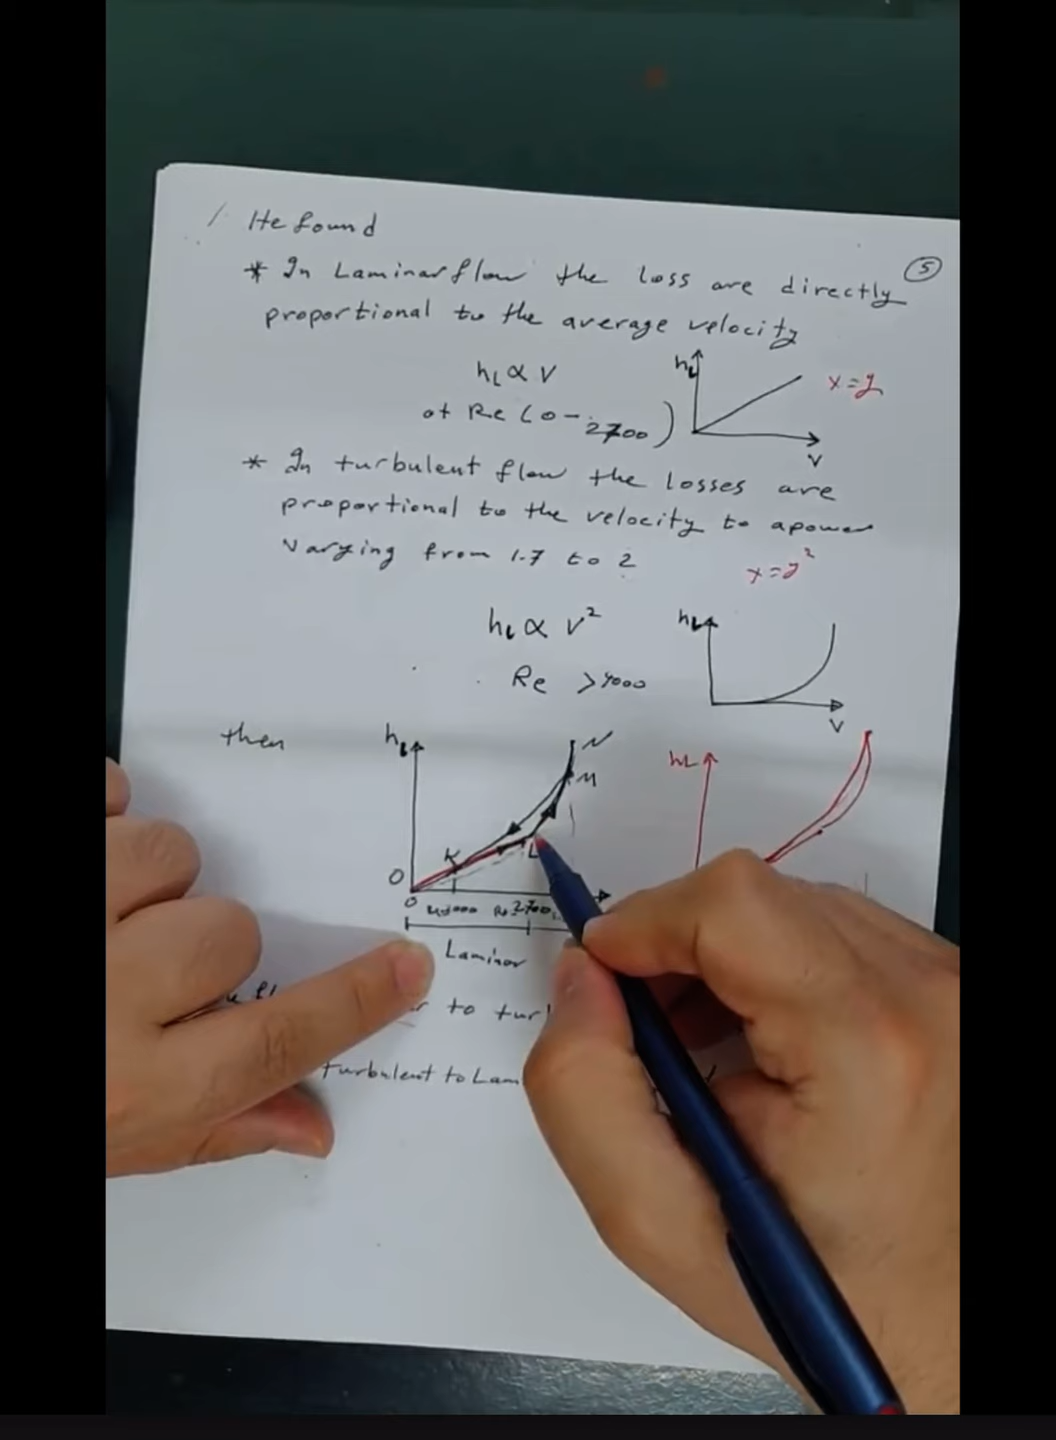 He found
5
* In Laminar flow the loss are directly
proportional to the average velocity
hL ∝ V
hL
x=y
at Re (0-2700)
V
* In turbulent flow the losses are
proportional to the velocity to a power
Varying from 1.7 to 2
x=y²
hL ∝ V²
hL
Re >4000
V
then
hL
N
M
hL
K
L
O
O
2700
Laminar
to
turbulent to Lam